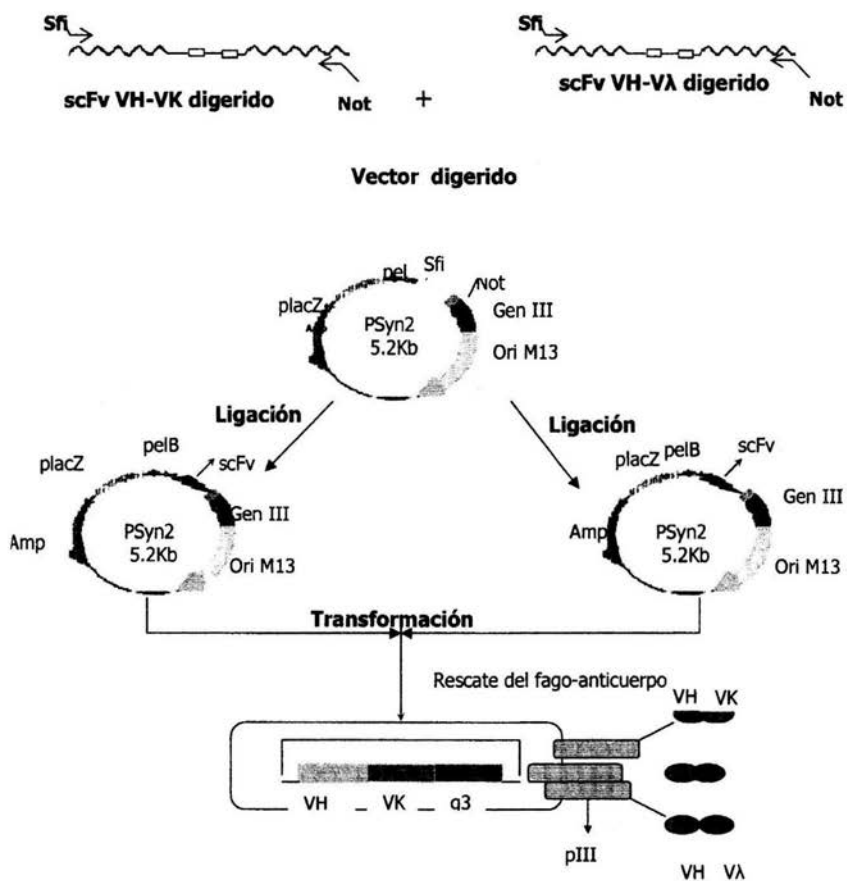 Sfi
Sfi
scFv VH-VK digerido
Not
+
scFv VH-Vλ digerido
Not
Vector digerido
pel
Sfi
Not
placZ
Gen III
PSyn2
5.2Kb
Ori M13
Ligación
Ligación
pelB
scFv
placZ
Gen III
Amp
PSyn2
5.2Kb
Ori M13
pelB
scFv
placZ
Gen III
Amp
PSyn2
5.2Kb
Ori M13
Transformación
Rescate del fago-anticuerpo
VH VK
VH VK g3
pIII
VH Vλ